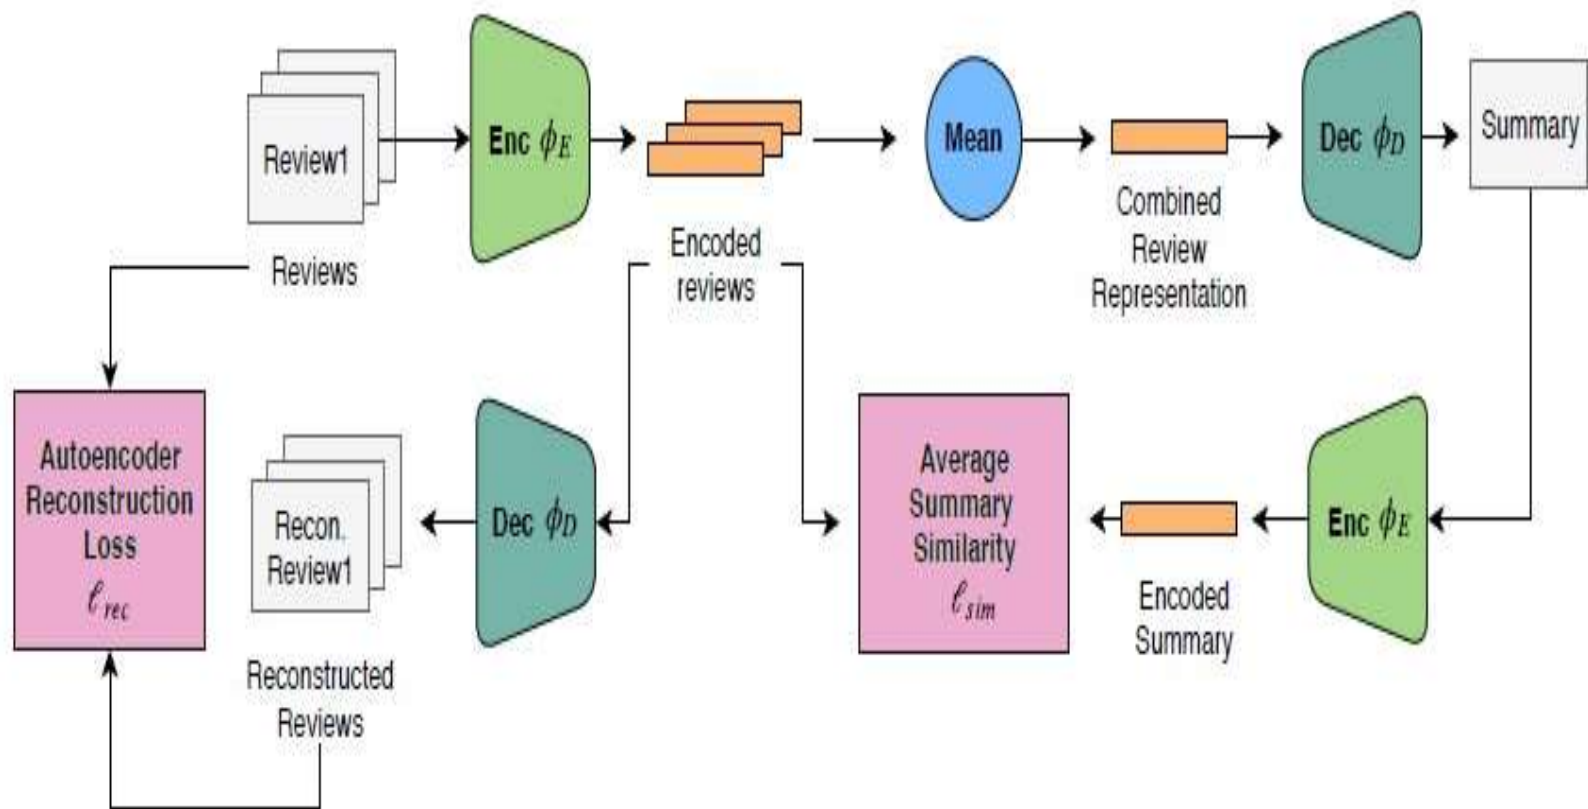 Review1
Reviews
Enc ϕE
Encoded
reviews
Mean
Combined
Review
Representation
Dec ϕD
Summary
Autoencoder
Reconstruction
Loss
ℓrec
Recon.
Review1
Reconstructed
Reviews
Dec ϕD
Average
Summary
Similarity
ℓsim
Encoded
Summary
Enc ϕE